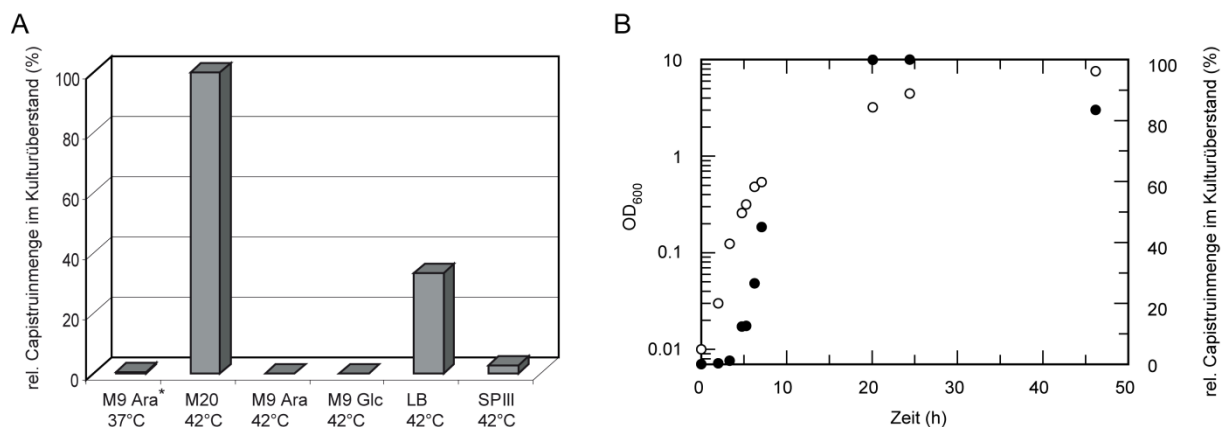 A
rel. Capistruinmenge im Kulturüberstand (%)
100
80
60
40
20
0
M9 Ara* M20 M9 Ara M9 Glc LB SPIII
37°C 42°C 42°C 42°C 42°C 42°C
B
OD600
10
1
0.1
0.01
0 10 20 30 40 50
Zeit (h)
100
80
60
40
20
0
rel. Capistruinmenge im Kulturüberstand (%)